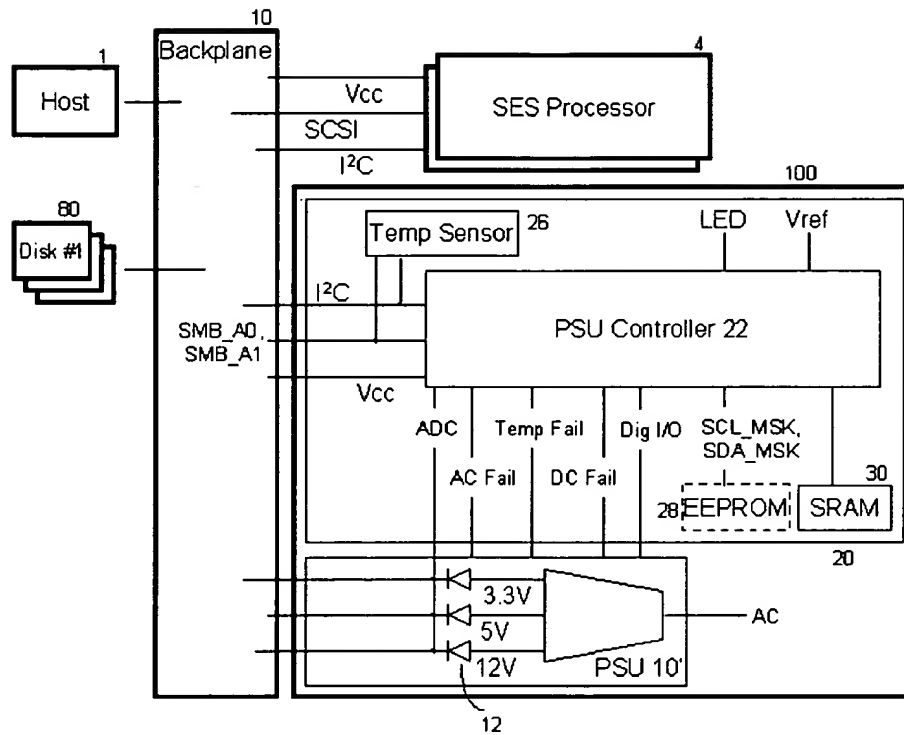 10
Backplane
1
Host
4
SES Processor
Vcc
SCSI
I²C
100
80
Disk #1
Temp Sensor
26
LED
Vref
I²C
PSU Controller 22
SMB_A0,
SMB_A1
Vcc
ADC
Temp Fail
Dig I/O
SCL_MSK,
SDA_MSK
AC Fail
DC Fail
30
28
EEPROM
SRAM
20
3.3V
5V
12V
AC
PSU 10'
12